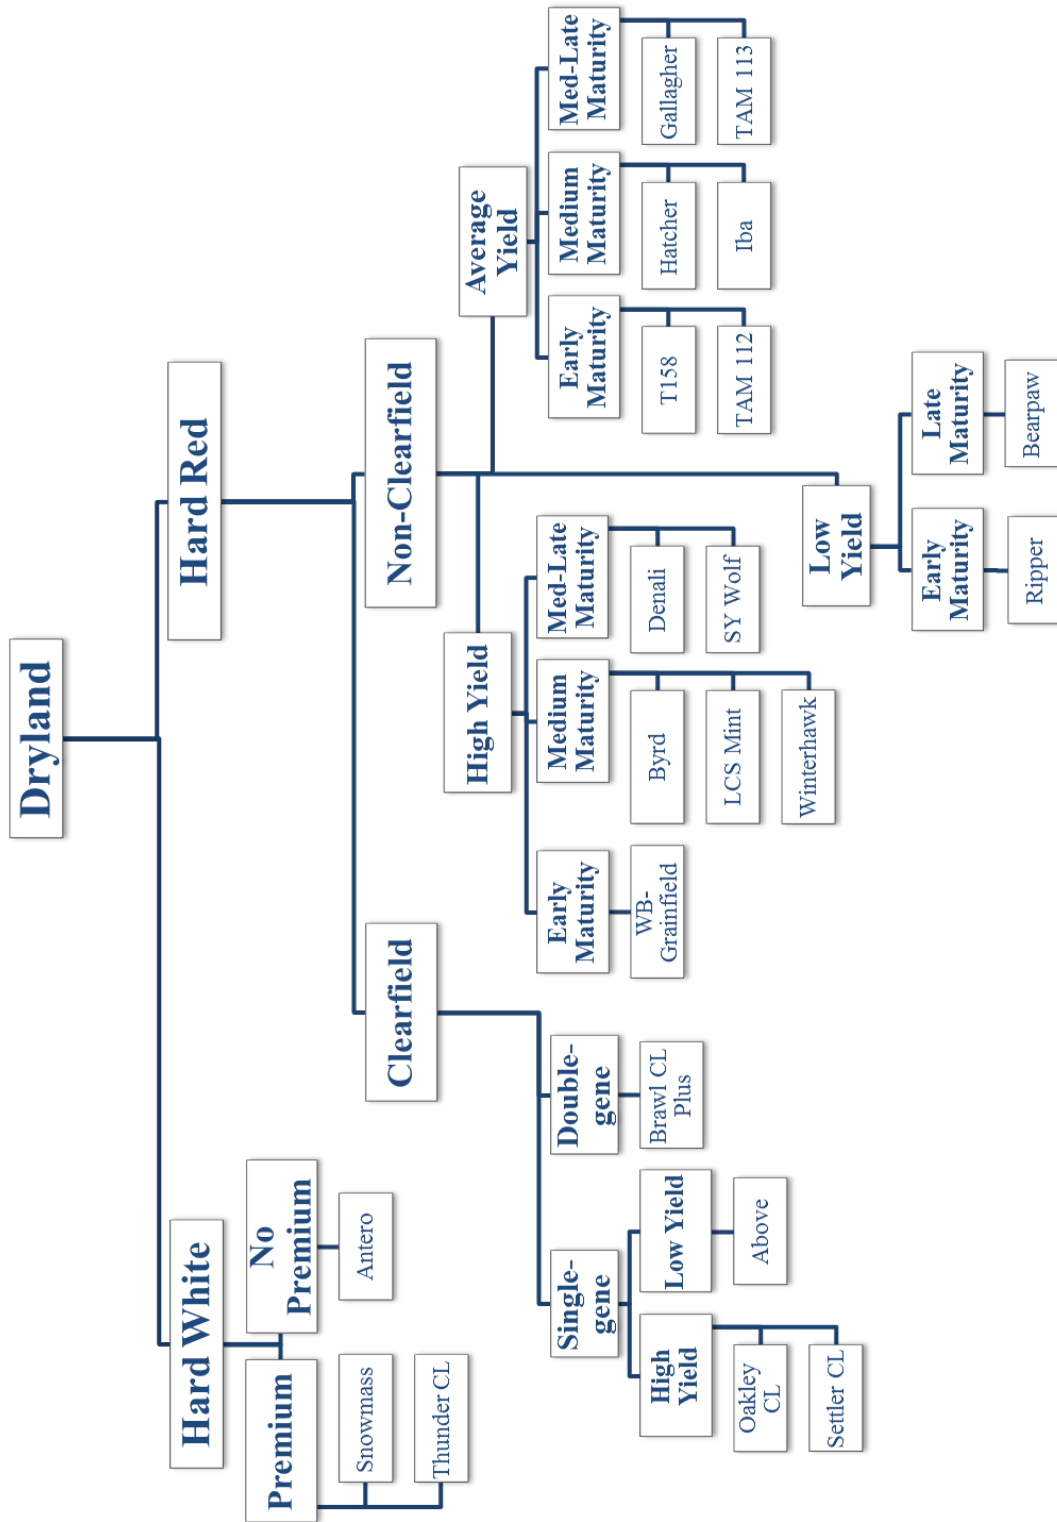 Dryland
Hard White
Hard Red
Premium
No
Premium
Snowmass
Thunder CL
Antero
Clearfield
Non-Clearfield
Single-
gene
Double-
gene
High
Yield
Low Yield
Oakley
CL
Settler CL
Above
Brawl CL
Plus
High Yield
Early
Maturity
Medium
Maturity
Med-Late
Maturity
WB-
Grainfield
Byrd
LCS Mint
Winterhawk
Denali
SY Wolf
Average
Yield
Early
Maturity
Medium
Maturity
Med-Late
Maturity
T158
TAM 112
Hatcher
Iba
Gallagher
TAM 113
Low
Yield
Early
Maturity
Late
Maturity
Ripper
Bearpaw